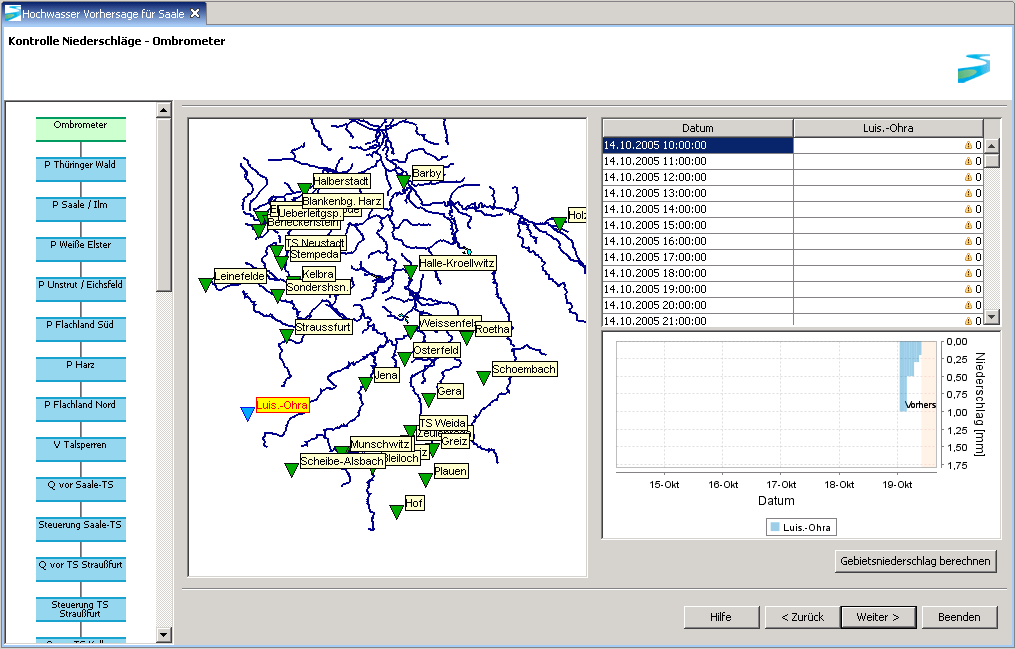 Hochwasser Vorhersage für Saale
Kontrolle Niederschläge - Ombrometer
Ombrometer
P Thüringer Wald
P Saale / Ilm
P Weiße Elster
P Unstrut / Eichsfeld
P Flachland Süd
P Harz
P Flachland Nord
V Talsperren
Q vor Saale-TS
Steuerung Saale-TS
Q vor TS Straußfurt
Steuerung TS
Straußfurt
Barby
Halberstadt
Blankenbg. Harz
Ueberleitgsp.
Benneckenstein
Holz
TS Neustadt
Stempeda
Halle-Kroellwitz
Leinefelde
Kelbra
Sondershsn.
Straussfurt
Weissenfels
Roetha
Osterfeld
Schoembach
Jena
Gera
Luis.-Ohra
TS Weida
Zeulenroda
Greiz
Munschwitz
Bleiloch
Scheibe-Alsbach
Plauen
Hof
Datum Luis.-Ohra
14.10.2005 10:00:00 0
14.10.2005 11:00:00 0
14.10.2005 12:00:00 0
14.10.2005 13:00:00 0
14.10.2005 14:00:00 0
14.10.2005 15:00:00 0
14.10.2005 16:00:00 0
14.10.2005 17:00:00 0
14.10.2005 18:00:00 0
14.10.2005 19:00:00 0
14.10.2005 20:00:00 0
14.10.2005 21:00:00 0
0,00
0,25
0,50
0,75
1,00
1,25
1,50
1,75
Niederschlag [mm]
Vorhers
15-Okt 16-Okt 17-Okt 18-Okt 19-Okt
Datum
Luis.-Ohra
Gebietsniederschlag berechnen
Hilfe < Zurück Weiter > Beenden